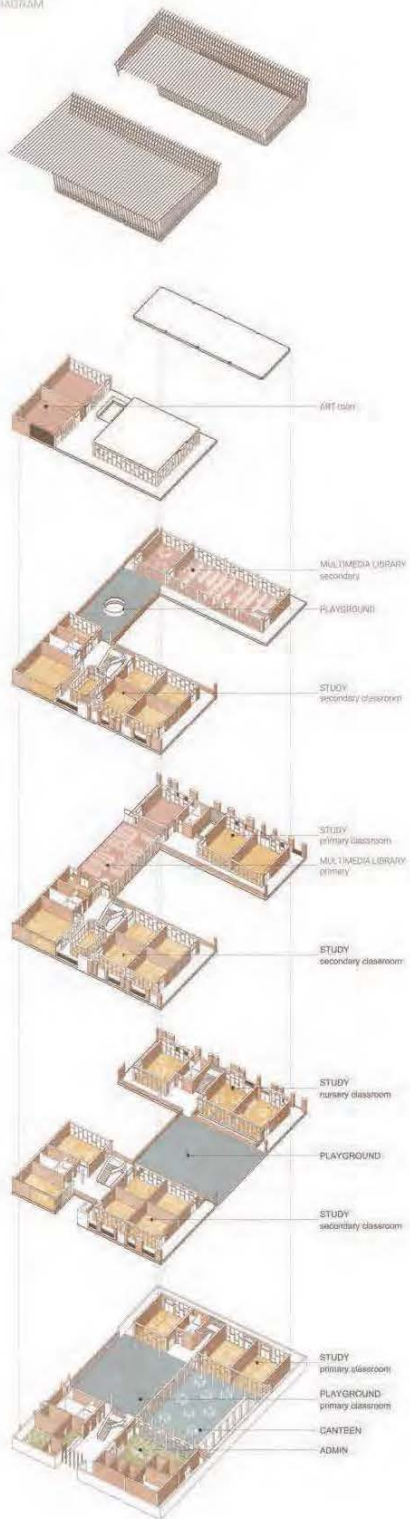 DIAGRAM
ART room
MULTIMEDIA LIBRARY
secondary
PLAYGROUND
STUDY
secondary classroom
STUDY
primary classroom
MULTIMEDIA LIBRARY
primary
STUDY
secondary classroom
STUDY
nursery classroom
PLAYGROUND
STUDY
secondary classroom
STUDY
primary classroom
PLAYGROUND
primary classroom
CANTEEN
ADMIN